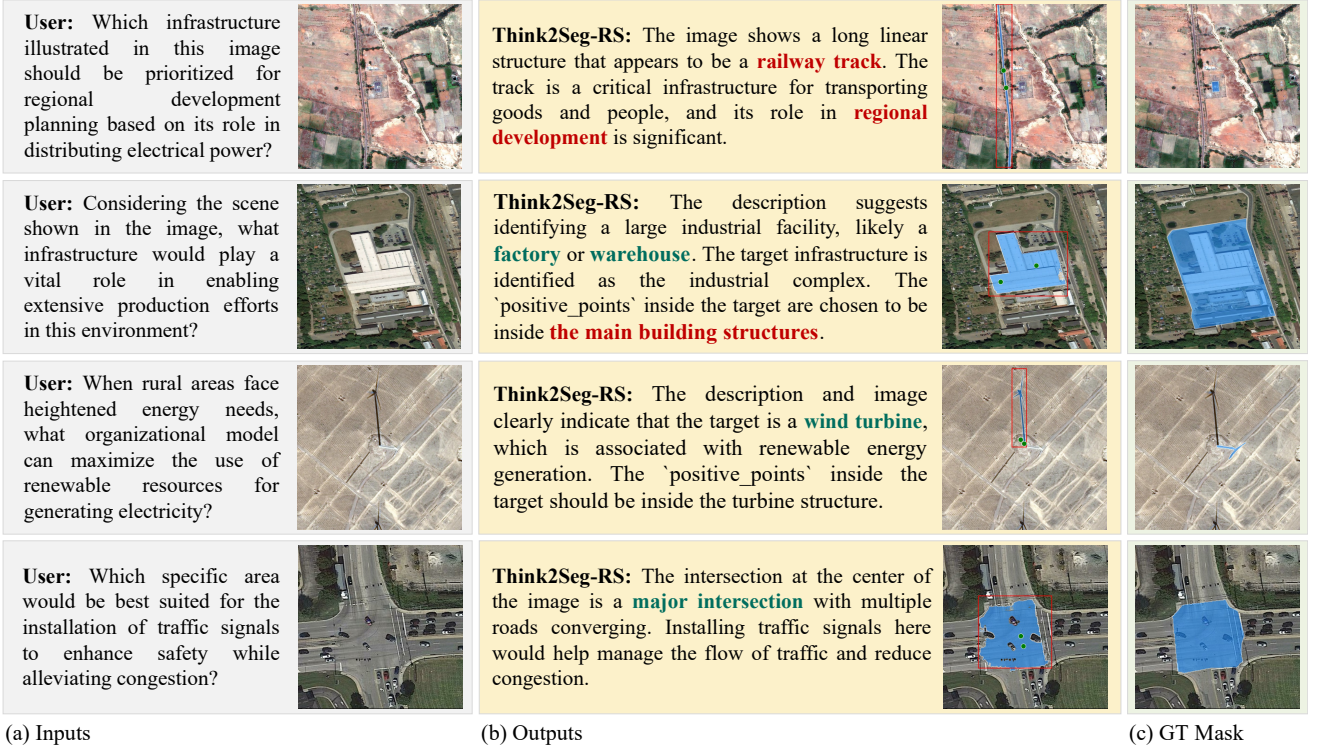 User: Which infrastructure
illustrated in this image
should be prioritized for
regional development
planning based on its role in
distributing electrical power?
Think2Seg-RS: The image shows a long linear
structure that appears to be a railway track. The
track is a critical infrastructure for transporting
goods and people, and its role in regional
development is significant.
User: Considering the scene
shown in the image, what
infrastructure would play a
vital role in enabling
extensive production efforts
in this environment?
Think2Seg-RS: The description suggests
identifying a large industrial facility, likely a
factory or warehouse. The target infrastructure is
identified as the industrial complex. The
`positive_points` inside the target are chosen to be
inside the main building structures.
User: When rural areas face
heightened energy needs,
what organizational model
can maximize the use of
renewable resources for
generating electricity?
Think2Seg-RS: The description and image
clearly indicate that the target is a wind turbine,
which is associated with renewable energy
generation. The `positive_points` inside the
target should be inside the turbine structure.
User: Which specific area
would be best suited for the
installation of traffic signals
to enhance safety while
alleviating congestion?
Think2Seg-RS: The intersection at the center of
the image is a major intersection with multiple
roads converging. Installing traffic signals here
would help manage the flow of traffic and reduce
congestion.
(a) Inputs
(b) Outputs
(c) GT Mask